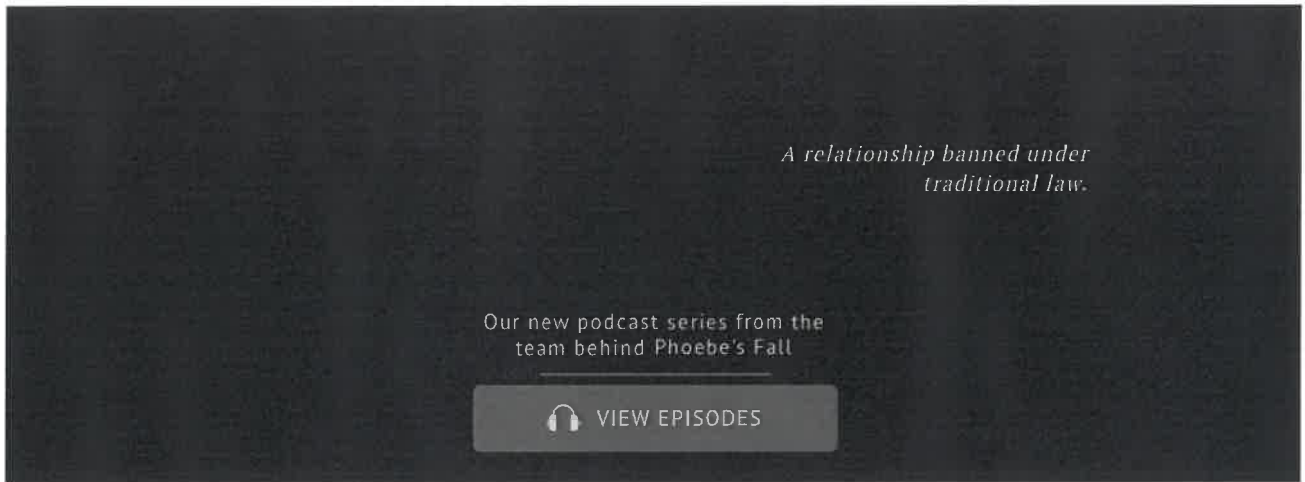 A relationship banned under
traditional law.
Our new podcast series from the
team behind Phoebe's Fall
VIEW EPISODES